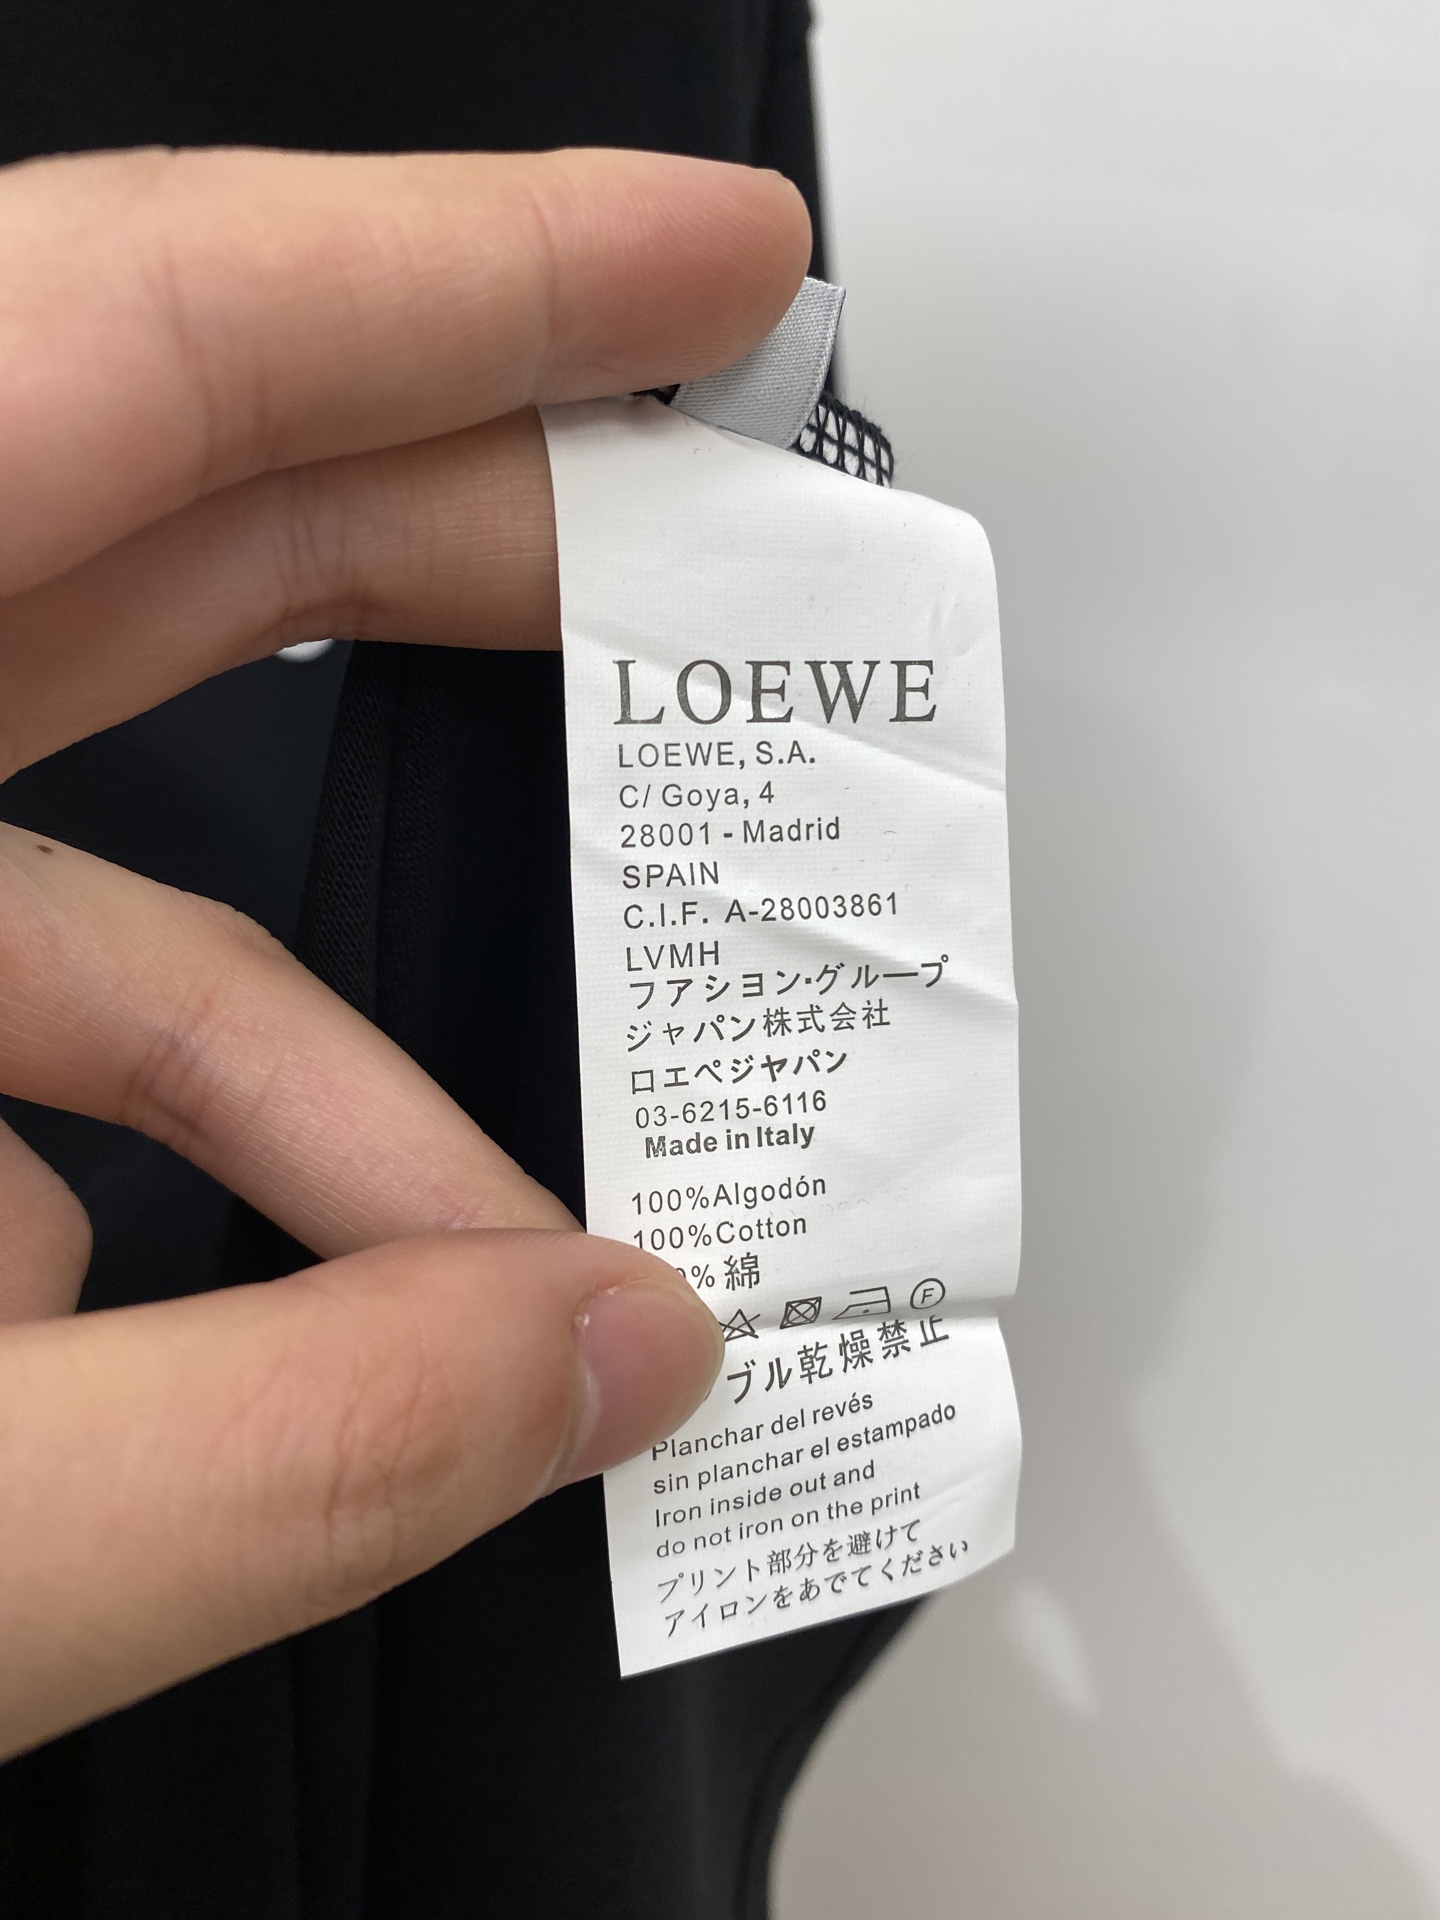 LOEWE
LOEWE, S.A.
C/ Goya, 4
28001 - Madrid
SPAIN
C.I.F. A-28003861
LVMH
フアシヨン·グループ
ジャパン株式会社
ロエペジヤパン
03-6215-6116
Made in Italy
100%Algodón
100%Cotton
% 綿
F
ブル乾燥禁止
Planchar del revés
sin planchar el estampado
Iron inside out and
do not iron on the print
プリント部分を避けて
アイロンをあでてください